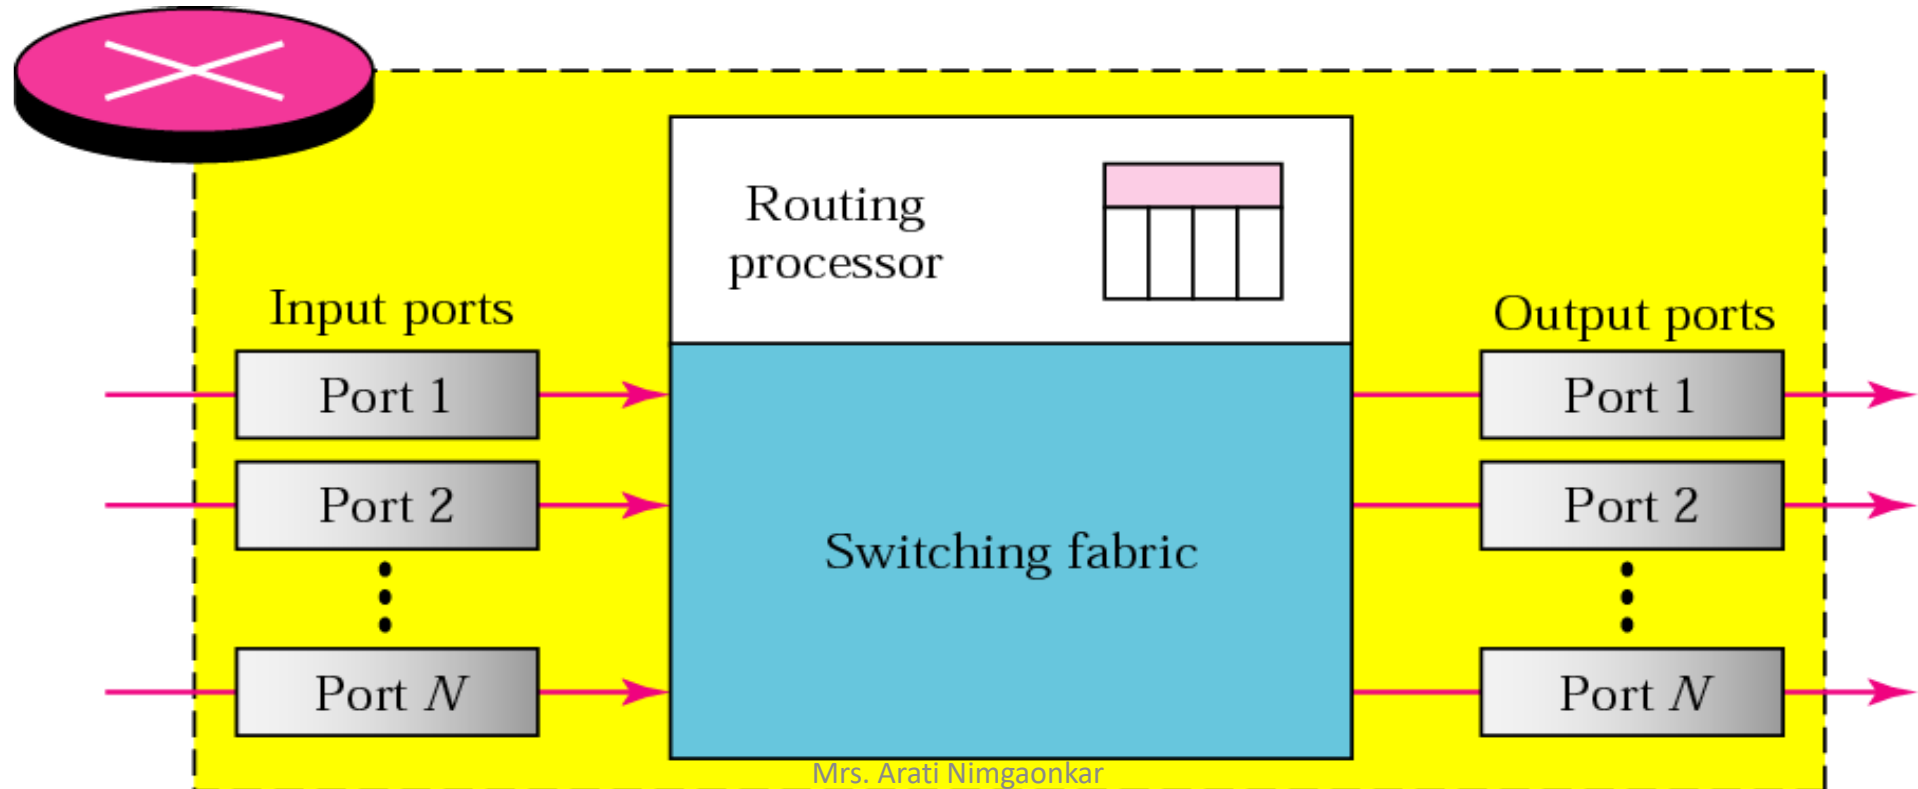 Routing
processor
Input ports
Output ports
Port 1
Port 1
Port 2
Port 2
Switching fabric
Port N
Port N
Mrs. Arati Nimgaonkar